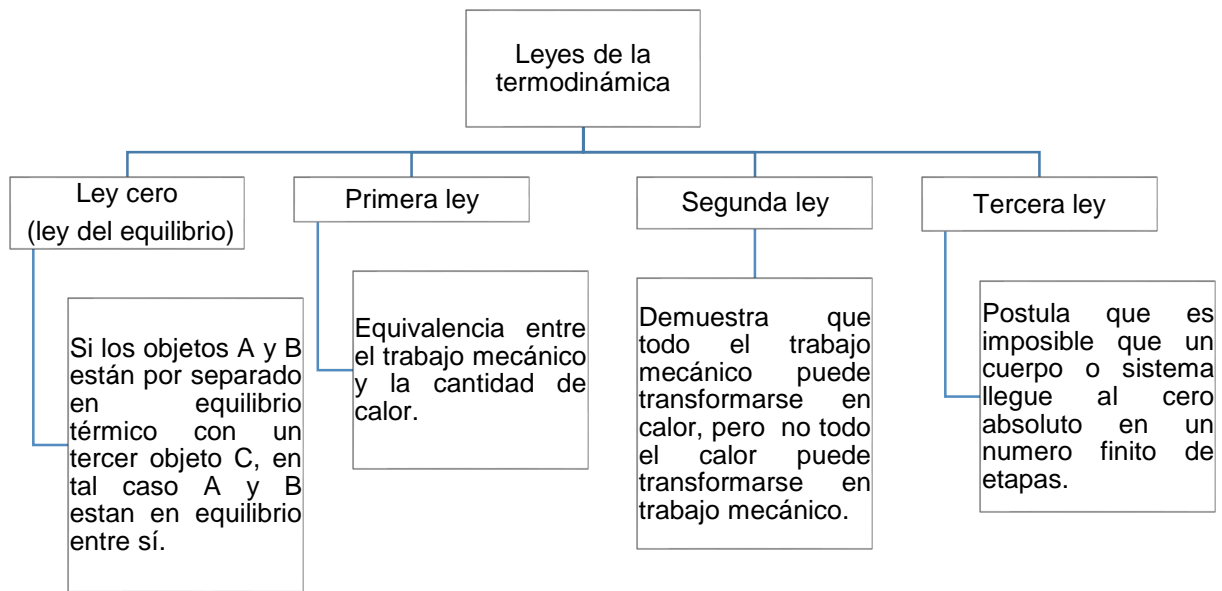 Leyes de la
termodinámica
Ley cero
(ley del equilibrio)
Primera ley
Segunda ley
Tercera ley
Si los objetos A y B
están por separado
en equilibrio
térmico con un
tercer objeto C, en
tal caso A y B
estan en equilibrio
entre sí.
Equivalencia entre
el trabajo mecánico
y la cantidad de
calor.
Demuestra que
todo el trabajo
mecánico puede
transformarse en
calor, pero no todo
el calor puede
transformarse en
trabajo mecánico.
Postula que es
imposible que un
cuerpo o sistema
llegue al cero
absoluto en un
numero finito de
etapas.